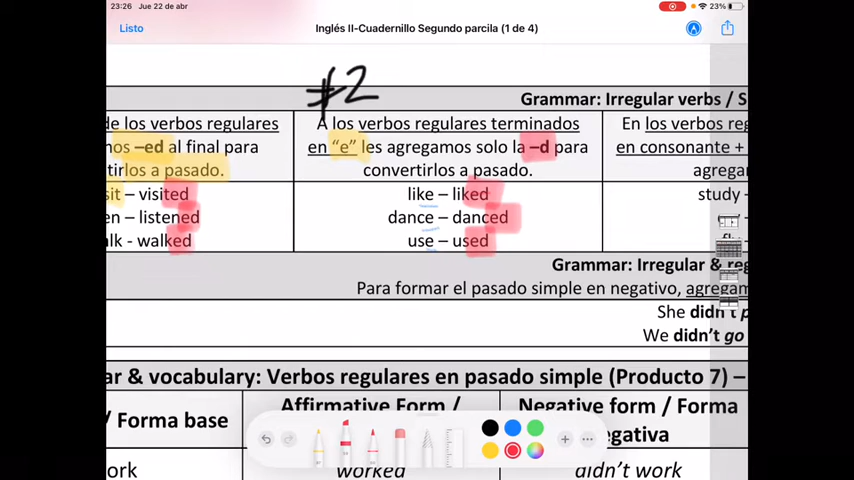 23:26 Jue 22 de abr
23%
Listo
Inglés II-Cuadernillo Segundo parcila (1 de 4)
#2
Grammar: Irregular verbs / S
de los verbos regulares
mos –ed al final para
tirlos a pasado.
sit – visited
en – listened
alk - walked
A los verbos regulares terminados
en “e” les agregamos solo la –d para
convertirlos a pasado.
like – liked
dance – danced
use – used
En los verbos reg
en consonante +
agrega
study –
Grammar: Irregular & reg
Para formar el pasado simple en negativo, agregam
She didn’t p
We didn’t go
ar & vocabulary: Verbos regulares en pasado simple (Producto 7) –
/ Forma base
Affirmative Form /
Negative form / Forma
egativa
ork
worked
didn’t work